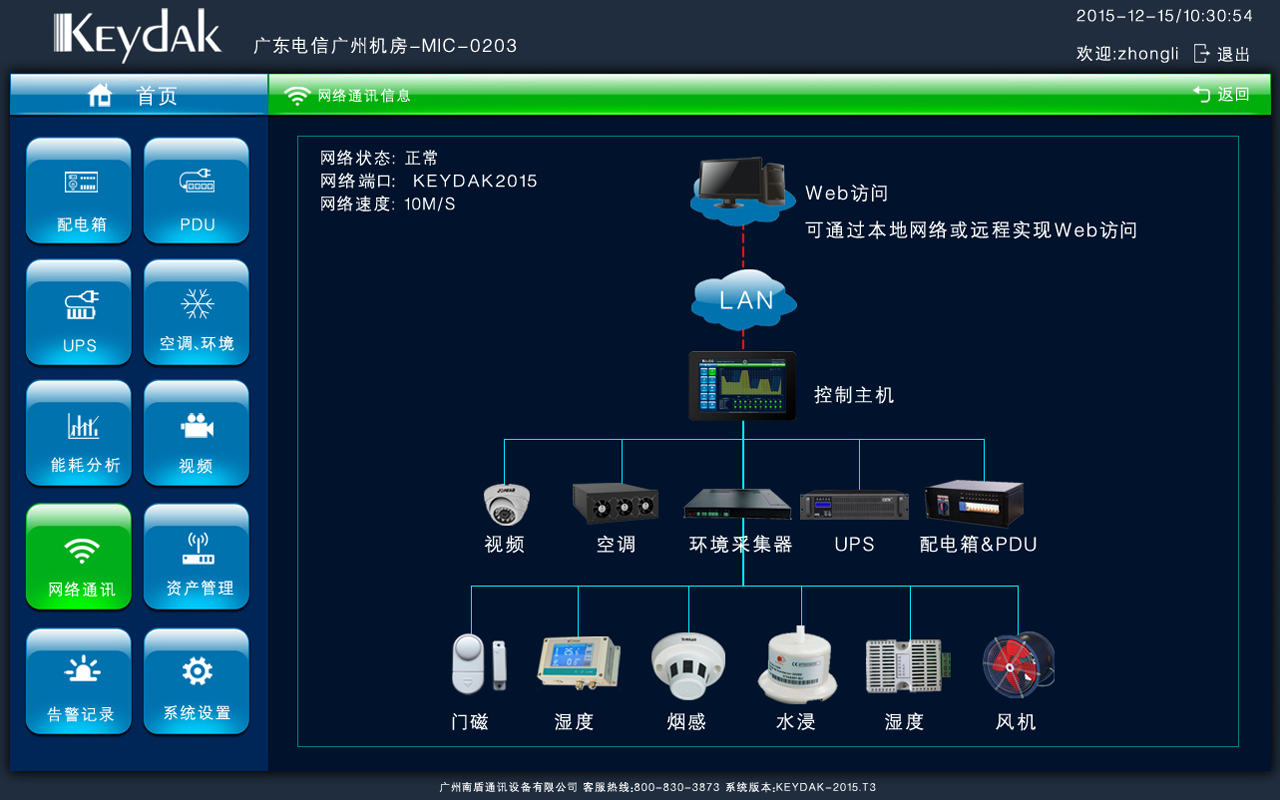 KEYDAK
广东电信广州机房-MIC-0203
2015-12-15/10:30:54
欢迎:zhongli 退出
首页
网络通讯信息
返回
配电箱
PDU
UPS
空调、环境
能耗分析
视频
网络通讯
资产管理
告警记录
系统设置
网络状态: 正常
网络端口: KEYDAK2015
网络速度: 10M/S
Web访问
可通过本地网络或远程实现Web访问
LAN
控制主机
视频
空调
环境采集器
UPS
配电箱&PDU
门磁
湿度
烟感
水浸
湿度
风机
广州南盾通讯设备有限公司 客服热线:800-830-3873 系统版本:KEYDAK-2015.T3